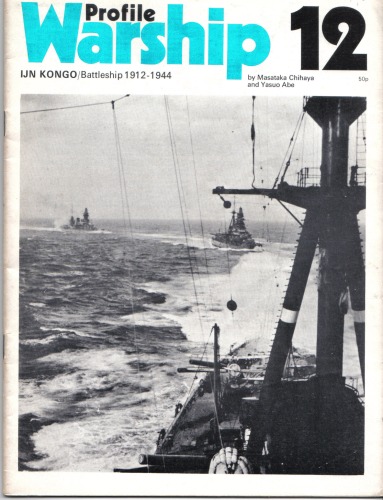 Profile
Warship 12
IJN KONGO/Battleship 1912-1944
by Masataka Chihaya
and Yasuo Abe
50p